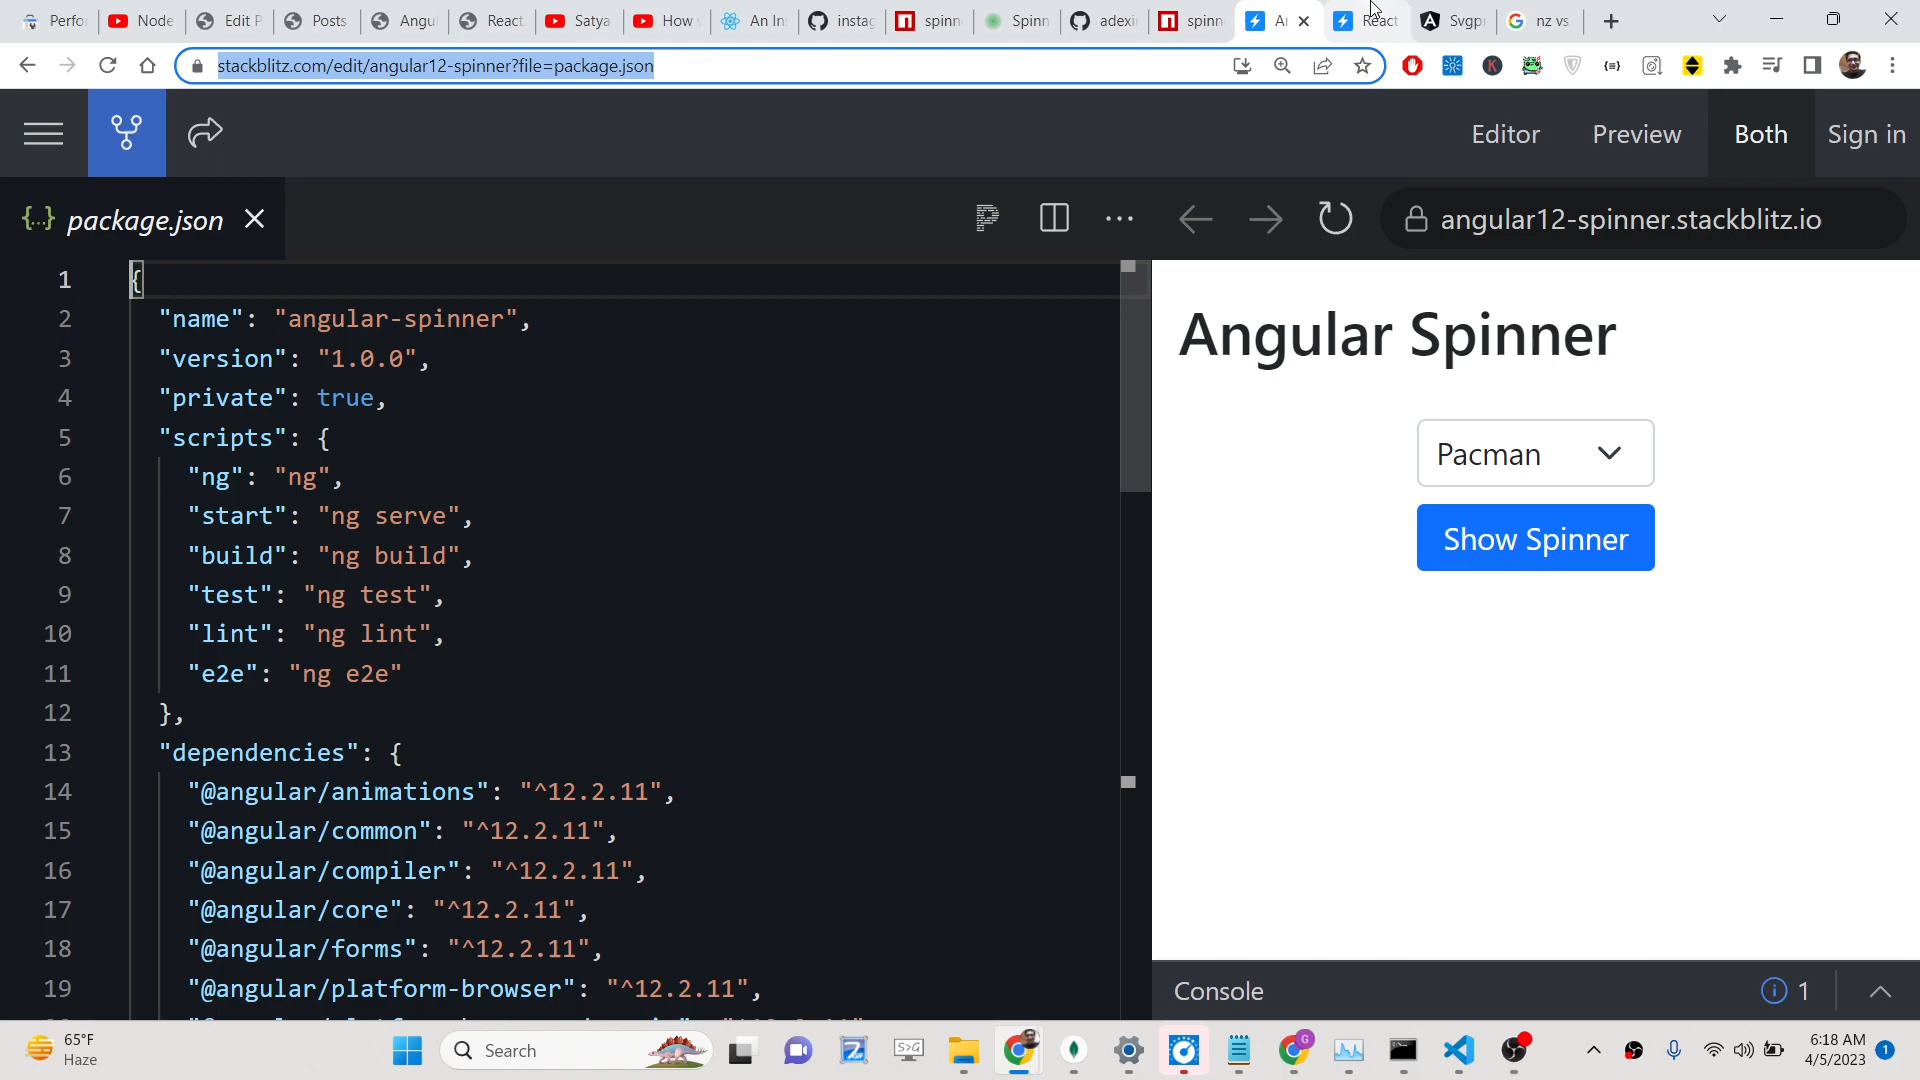 Perfor
Node
Edit P
Posts
Angul
React
Satya
How
An In
instag
spinn
Spinn
adexin
spinn
A
React
Svgp
nz vs
stackblitz.com/edit/angular12-spinner?file=package.json
Editor
Preview
Both
Sign in
{..} package.json
angular12-spinner.stackblitz.io
1 {
2 "name": "angular-spinner",
3 "version": "1.0.0",
4 "private": true,
5 "scripts": {
6 "ng": "ng",
7 "start": "ng serve",
8 "build": "ng build",
9 "test": "ng test",
10 "lint": "ng lint",
11 "e2e": "ng e2e"
12 },
13 "dependencies": {
14 "@angular/animations": "^12.2.11",
15 "@angular/common": "^12.2.11",
16 "@angular/compiler": "^12.2.11",
17 "@angular/core": "^12.2.11",
18 "@angular/forms": "^12.2.11",
19 "@angular/platform-browser": "^12.2.11",
Angular Spinner
Pacman
Show Spinner
Console
1
65°F
Haze
Search
6:18 AM
4/5/2023
1